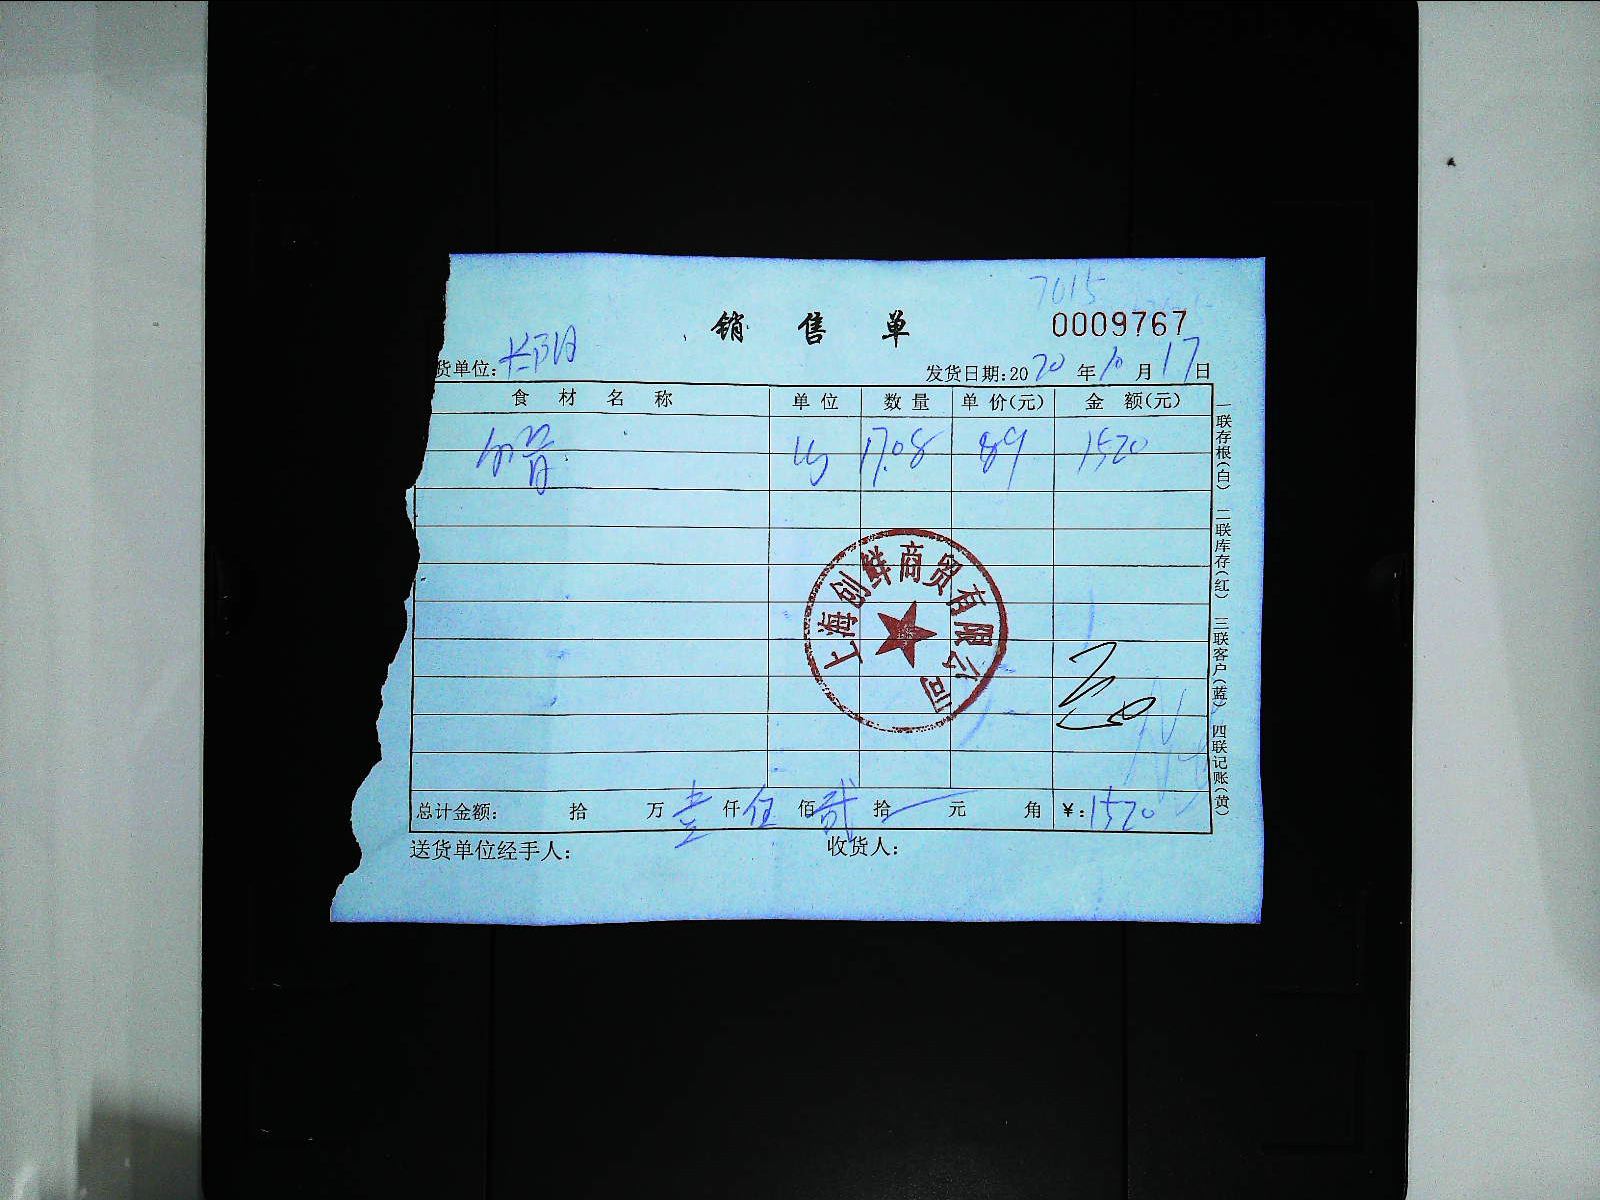 7015
销售单
0009767
货单位: 长阳
发货日期:2020年10月17日
食材名称 单位 数量 单价(元) 金额(元)
kg 17.08 89 1520
上海创鲜商贸有限公司
总计金额: 拾 万 壹 仟 伍 佰 贰 拾 元 角 ¥:1520
送货单位经手人: 收货人:
一联存根(白) 二联库存(红) 三联客户(蓝) 四联记账(黄)